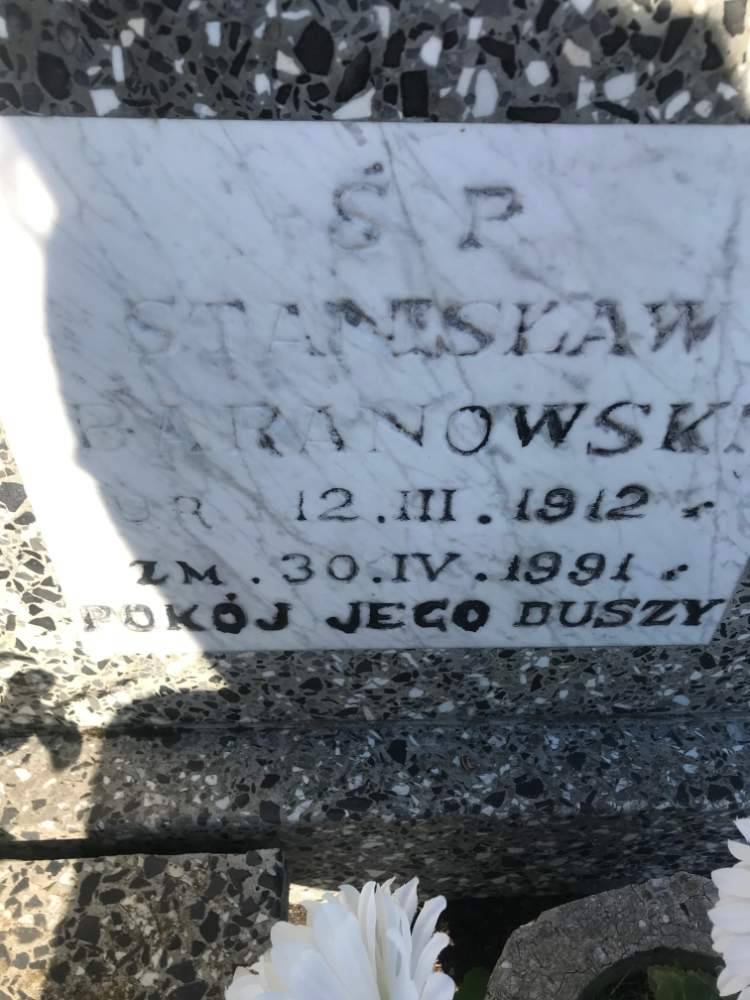 Ś P
STANISŁAW
BARANOWSKI
UR 12.III.1912 r
ZM.30.IV.1991 r
POKÓJ JEGO DUSZY